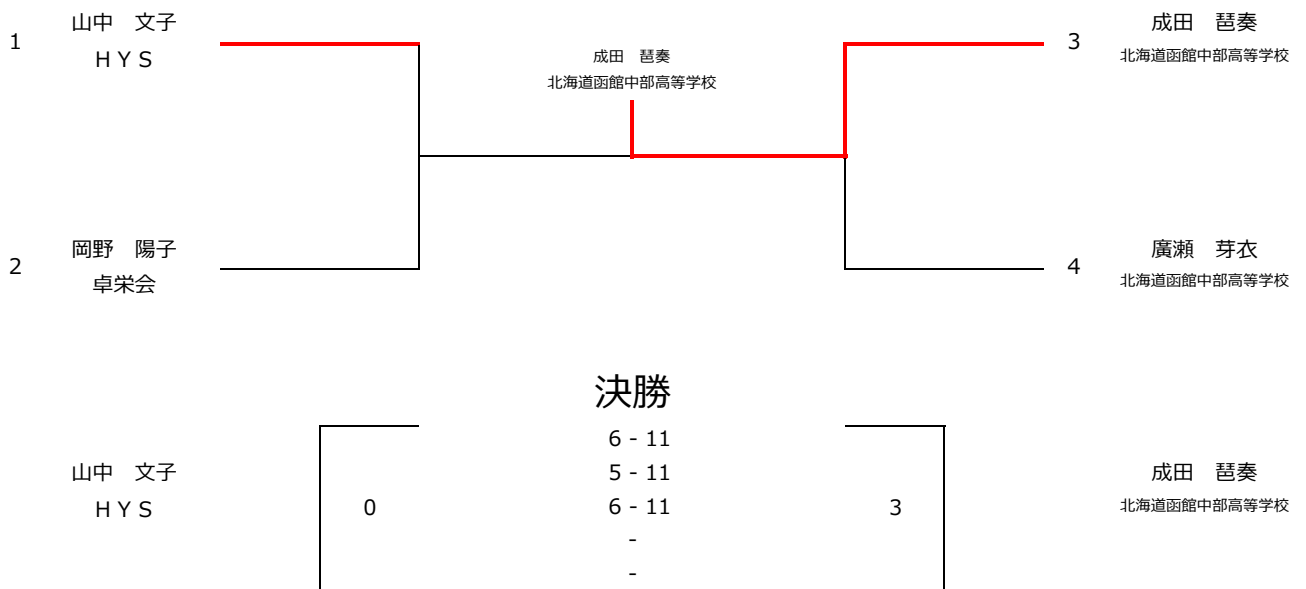 山中　文子
1
ＨＹＳ
成田　琶奏
北海道函館中部高等学校
成田　琶奏
3
北海道函館中部高等学校
岡野　陽子
2
卓栄会
廣瀬　芽衣
4
北海道函館中部高等学校
決勝
6 - 11
5 - 11
6 - 11
-
-
山中　文子
ＨＹＳ
0
3
成田　琶奏
北海道函館中部高等学校